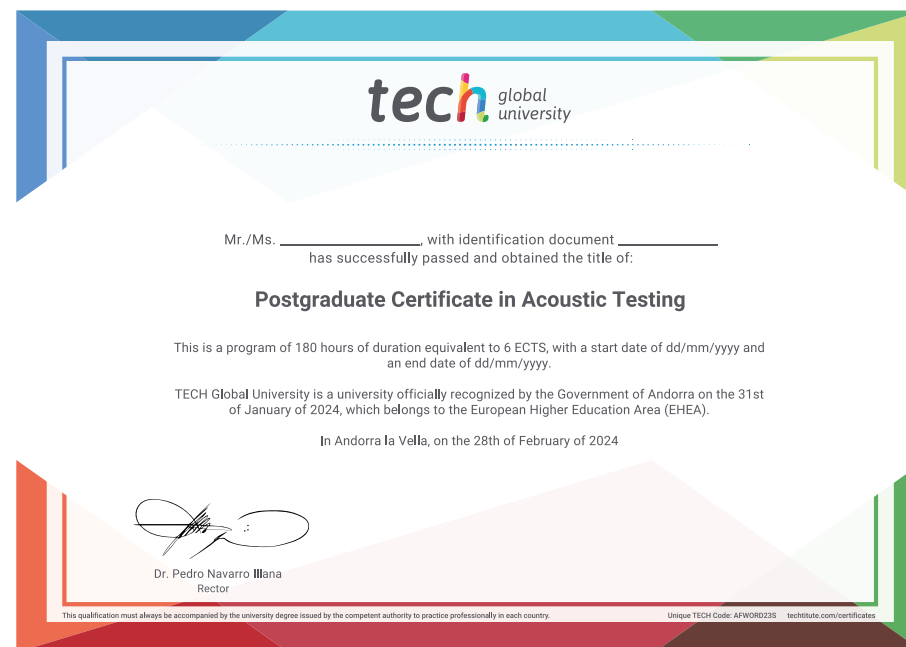 tech global
university
Mr./Ms. ____________, with identification document ____________
has successfully passed and obtained the title of:
Postgraduate Certificate in Acoustic Testing
This is a program of 180 hours of duration equivalent to 6 ECTS, with a start date of dd/mm/yyyy and
an end date of dd/mm/yyyy.
TECH Global University is a university officially recognized by the Government of Andorra on the 31st
of January of 2024, which belongs to the European Higher Education Area (EHEA).
In Andorra la Vella, on the 28th of February of 2024
Dr. Pedro Navarro Illana
Rector
This qualification must always be accompanied by the university degree issued by the competent authority to practice professionally in each country.
Unique TECH Code: AFWORD23S techtitute.com/certificates